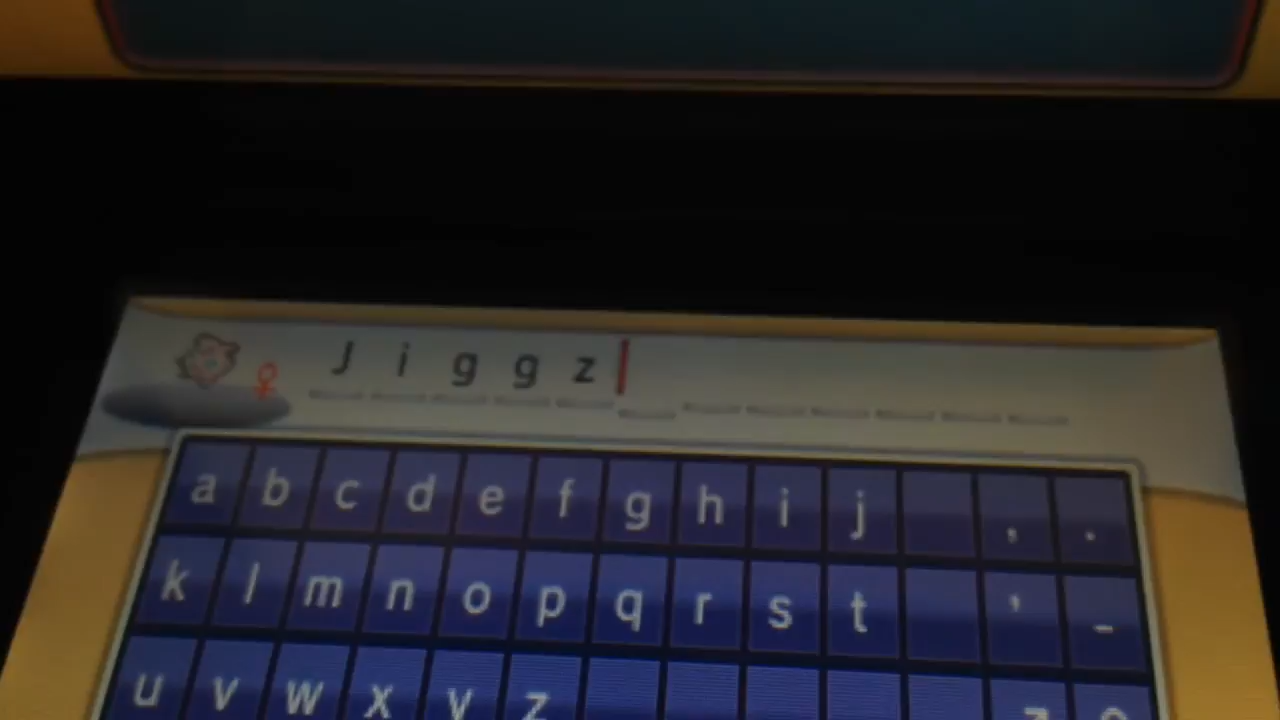 Jiggz
a b c d e f g h i j , .
k l m n o p q r s t ' -
u v w x y z